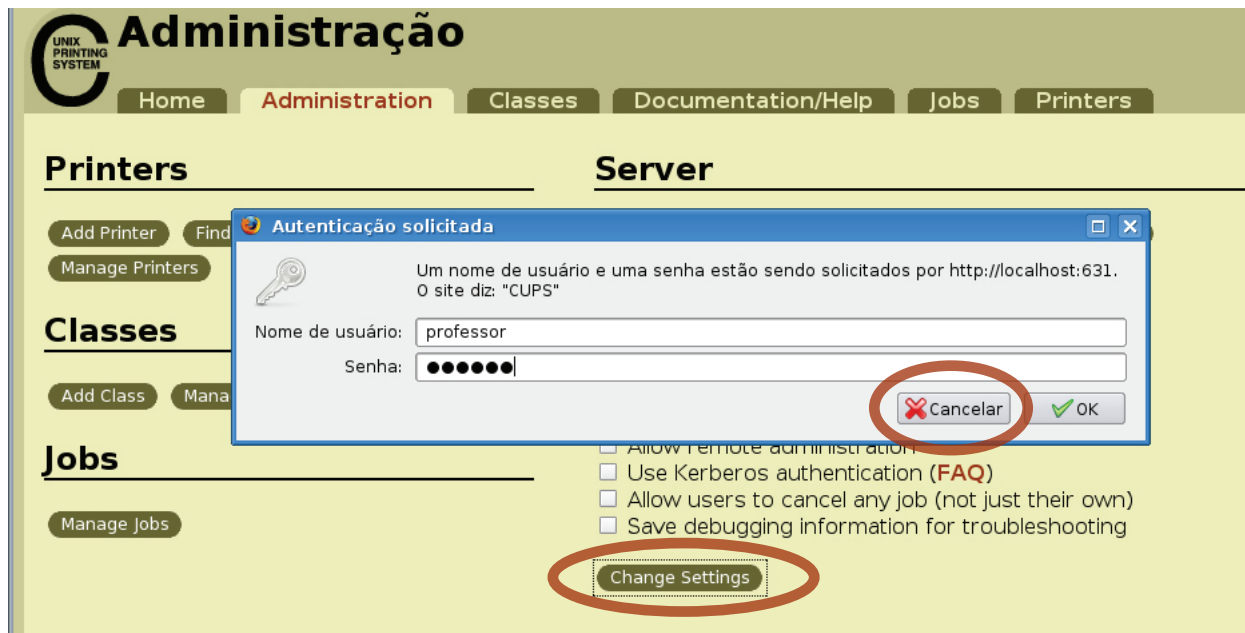 UNIX
PRINTING
SYSTEM
Administração
Home Administration Classes Documentation/Help Jobs Printers
Printers
Server
Add Printer Find
Manage Printers
Autenticação solicitada
Um nome de usuário e uma senha estão sendo solicitados por http://localhost:631.
O site diz: "CUPS"
Nome de usuário: professor
Senha: ●●●●●●
Cancelar OK
Classes
Add Class Mana
Jobs
Manage Jobs
Allow remote administration
Use Kerberos authentication (FAQ)
Allow users to cancel any job (not just their own)
Save debugging information for troubleshooting
Change Settings